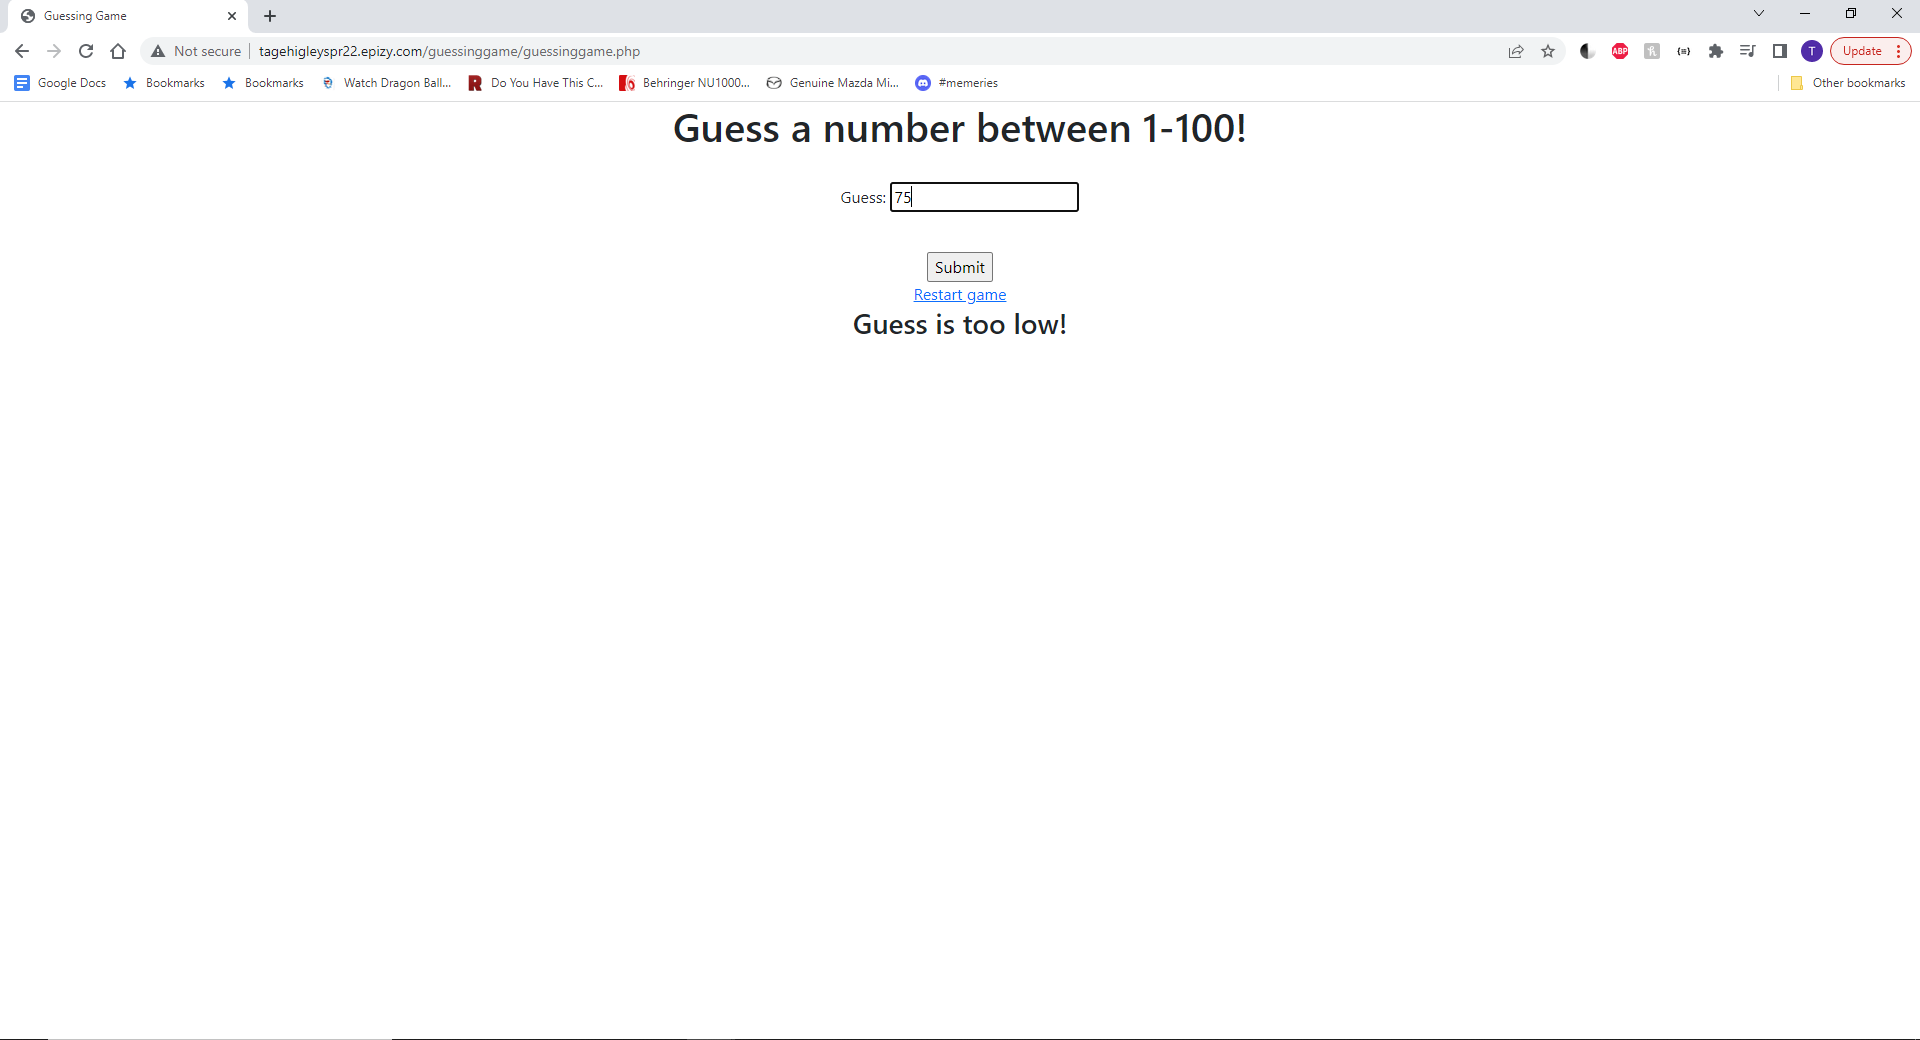 Guessing Game
Not secure tagehigleyspr22.epizy.com/guessinggame/guessinggame.php
ABP
T
Update
Google Docs Bookmarks Bookmarks Watch Dragon Ball... Do You Have This C... Behringer NU1000... Genuine Mazda Mi... #memeries Other bookmarks
Guess a number between 1-100!
Guess: 75
Submit
Restart game
Guess is too low!